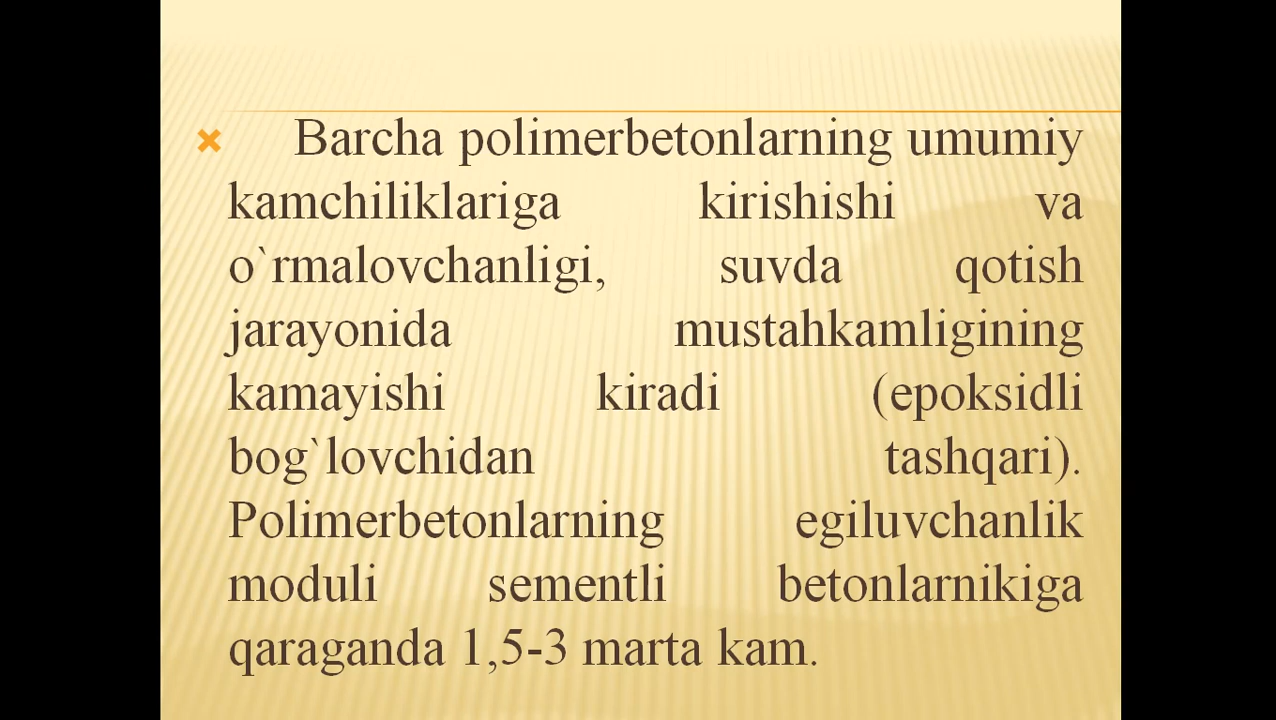 Barcha polimerbetonlarning umumiy
kamchiliklariga kirishishi va
o`rmalovchanligi, suvda qotish
jarayonida mustahkamligining
kamayishi kiradi (epoksidli
bog`lovchidan tashqari).
Polimerbetonlarning egiluvchanlik
moduli sementli betonlarnikiga
qaraganda 1,5-3 marta kam.